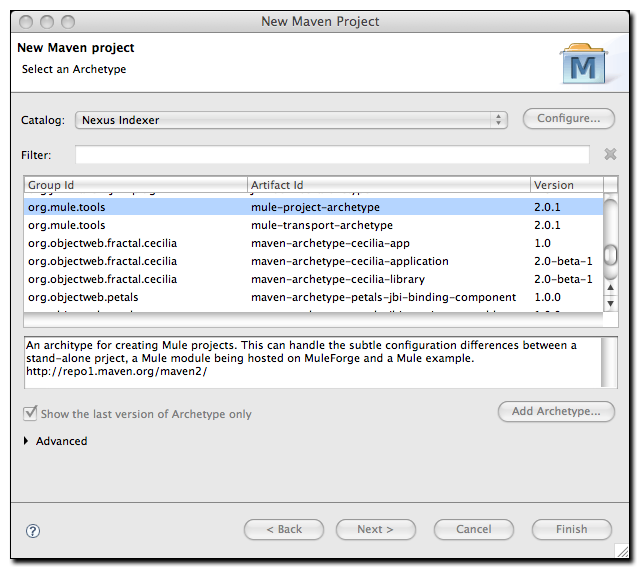 New Maven Project
New Maven project
Select an Archetype
M
Catalog: Nexus Indexer Configure...
Filter:
Group Id Artifact Id Version
org.mule.tools mule-project-archetype 2.0.1
org.mule.tools mule-transport-archetype 2.0.1
org.objectweb.fractal.cecilia maven-archetype-cecilia-app 1.0
org.objectweb.fractal.cecilia maven-archetype-cecilia-application 2.0-beta-1
org.objectweb.fractal.cecilia maven-archetype-cecilia-library 2.0-beta-1
org.objectweb.petals maven-archetype-petals-jbi-binding-component 1.0.0
An architype for creating Mule projects. This can handle the subtle configuration differences between a
stand-alone prject, a Mule module being hosted on MuleForge and a Mule example.
http://repo1.maven.org/maven2/
Show the last version of Archetype only Add Archetype...
Advanced
? < Back Next > Cancel Finish